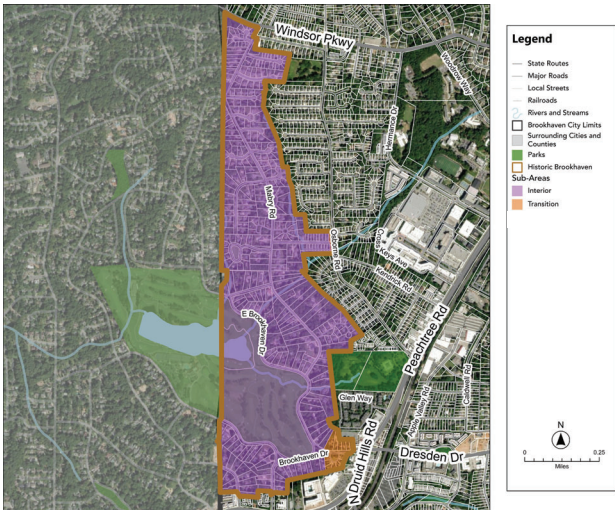 Windsor Pkwy
Woodrow Way
Hermance Dr
Mabry Rd
Osborne Rd
Cross Keys Ave
Kendrick Rd
E Brookhaven Dr
Peachtree Rd
Glen Way
Apple Valley Rd
Caldwell Rd
Brookhaven Dr
N Druid Hills Rd
Dresden Dr
Legend
State Routes
Major Roads
Local Streets
Railroads
Rivers and Streams
Brookhaven City Limits
Surrounding Cities and
Counties
Parks
Historic Brookhaven
Sub-Areas
Interior
Transition
N
0 0.25
Miles